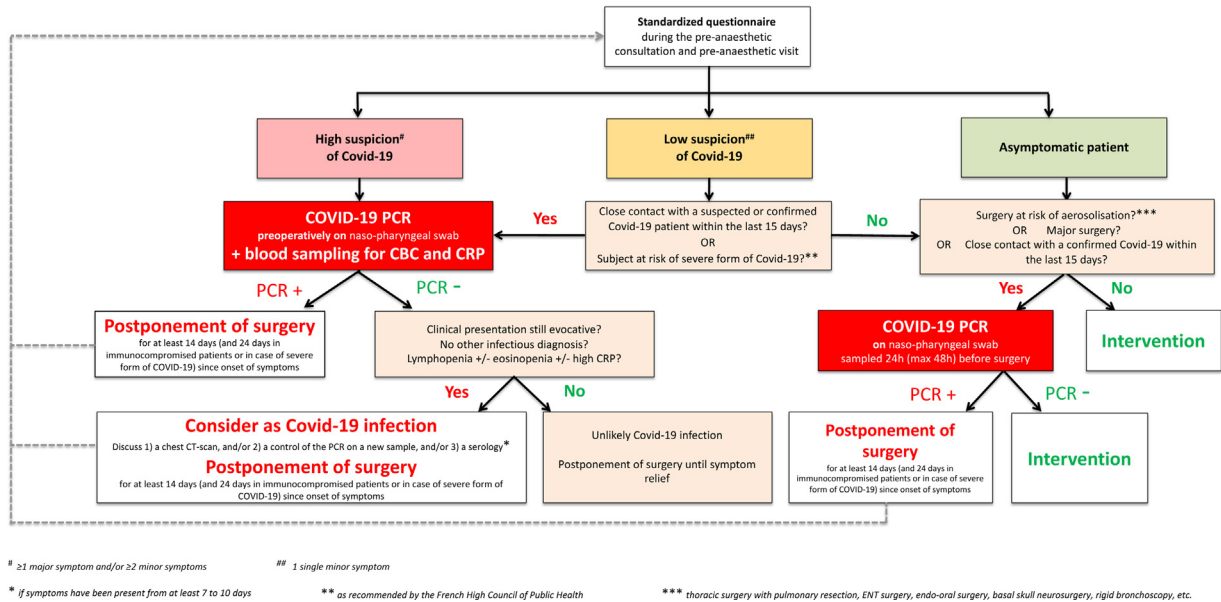 Standardized questionnaire
during the pre-anaesthetic
consultation and pre-anaesthetic visit
High suspicion#
of Covid-19
Low suspicion##
of Covid-19
Asymptomatic patient
COVID-19 PCR
preoperatively on naso-pharyngeal swab
+ blood sampling for CBC and CRP
Yes
Close contact with a suspected or confirmed
Covid-19 patient within the last 15 days?
OR
Subject at risk of severe form of Covid-19?**
No
Surgery at risk of aerosolisation?***
OR Major surgery?
OR Close contact with a confirmed Covid-19 within
the last 15 days?
PCR +
PCR −
Yes
No
Postponement of surgery
for at least 14 days (and 24 days in
immunocompromised patients or in case of severe
form of COVID-19) since onset of symptoms
Clinical presentation still evocative?
No other infectious diagnosis?
Lymphopenia +/- eosinopenia +/- high CRP?
COVID-19 PCR
on naso-pharyngeal swab
sampled 24h (max 48h) before surgery
Intervention
Yes
No
PCR +
PCR −
Consider as Covid-19 infection
Discuss 1) a chest CT-scan, and/or 2) a control of the PCR on a new sample, and/or 3) a serology*
Postponement of surgery
for at least 14 days (and 24 days in immunocompromised patients or in case of severe form of
COVID-19) since onset of symptoms
Unlikely Covid-19 infection
Postponement of surgery until symptom
relief
Postponement of
surgery
for at least 14 days (and 24 days in
immunocompromised patients or in case of severe
form of COVID-19) since onset of symptoms
Intervention
# ≥1 major symptom and/or ≥2 minor symptoms
## 1 single minor symptom
* if symptoms have been present from at least 7 to 10 days
** as recommended by the French High Council of Public Health
*** thoracic surgery with pulmonary resection, ENT surgery, endo-oral surgery, basal skull neurosurgery, rigid bronchoscopy, etc.